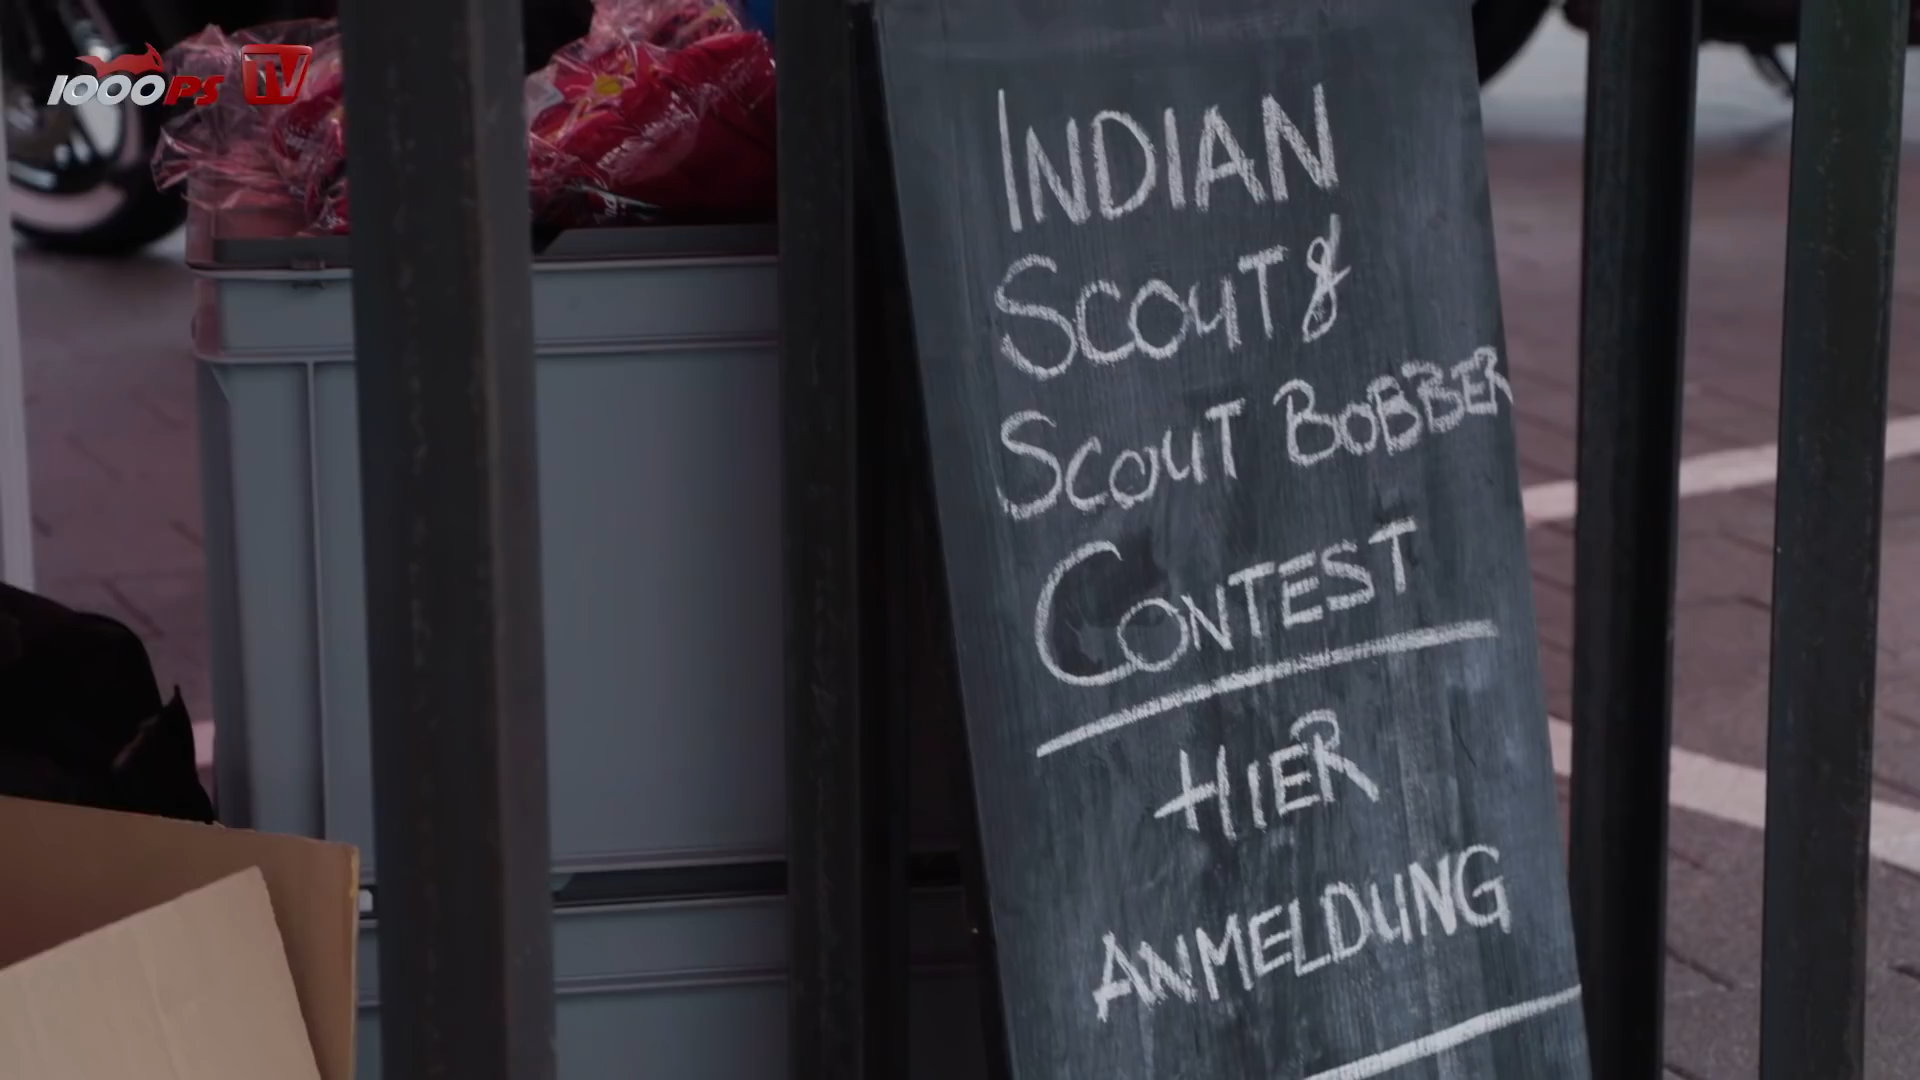 1000PS TV
INDIAN
SCOUT &
SCOUT BOBBER
CONTEST
HIER
ANMELDUNG